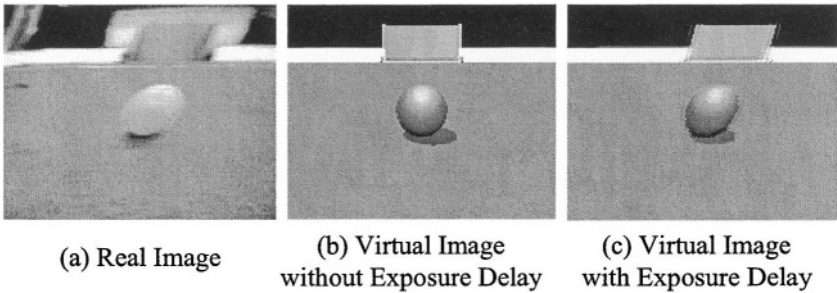 (a) Real Image
(b) Virtual Image
without Exposure Delay
(c) Virtual Image
with Exposure Delay